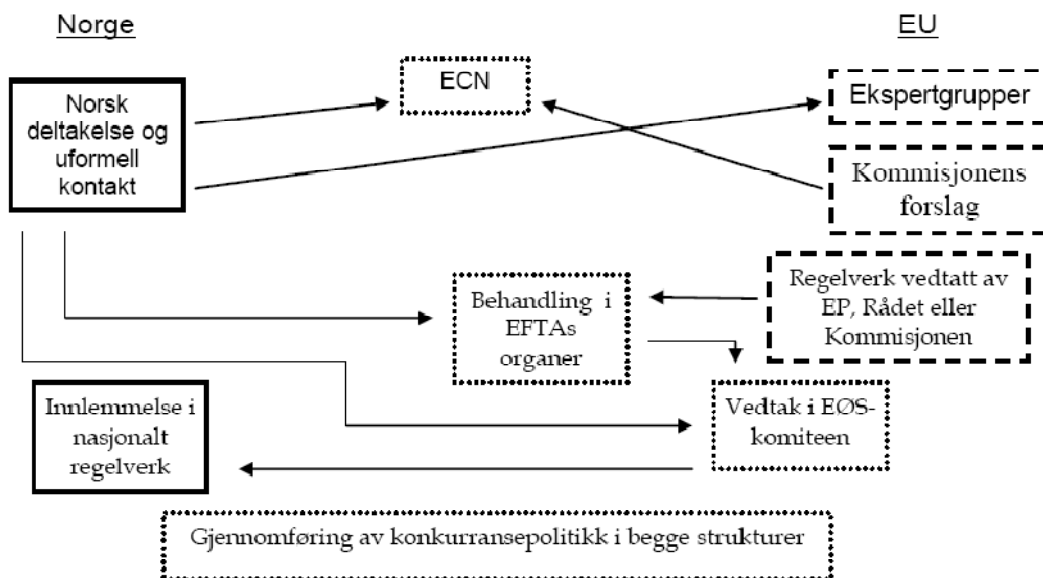 Norge
EU
ECN
Norsk
deltakelse og
uformell
kontakt
Ekspertgrupper
Kommisjonens
forslag
Behandling i
EFTAs
organer
Regelverk vedtatt av
EP, Rådet eller
Kommisjonen
Innlemmelse i
nasjonalt
regelverk
Vedtak i EØS-
komiteen
Gjennomføring av konkurransepolitikk i begge strukturer